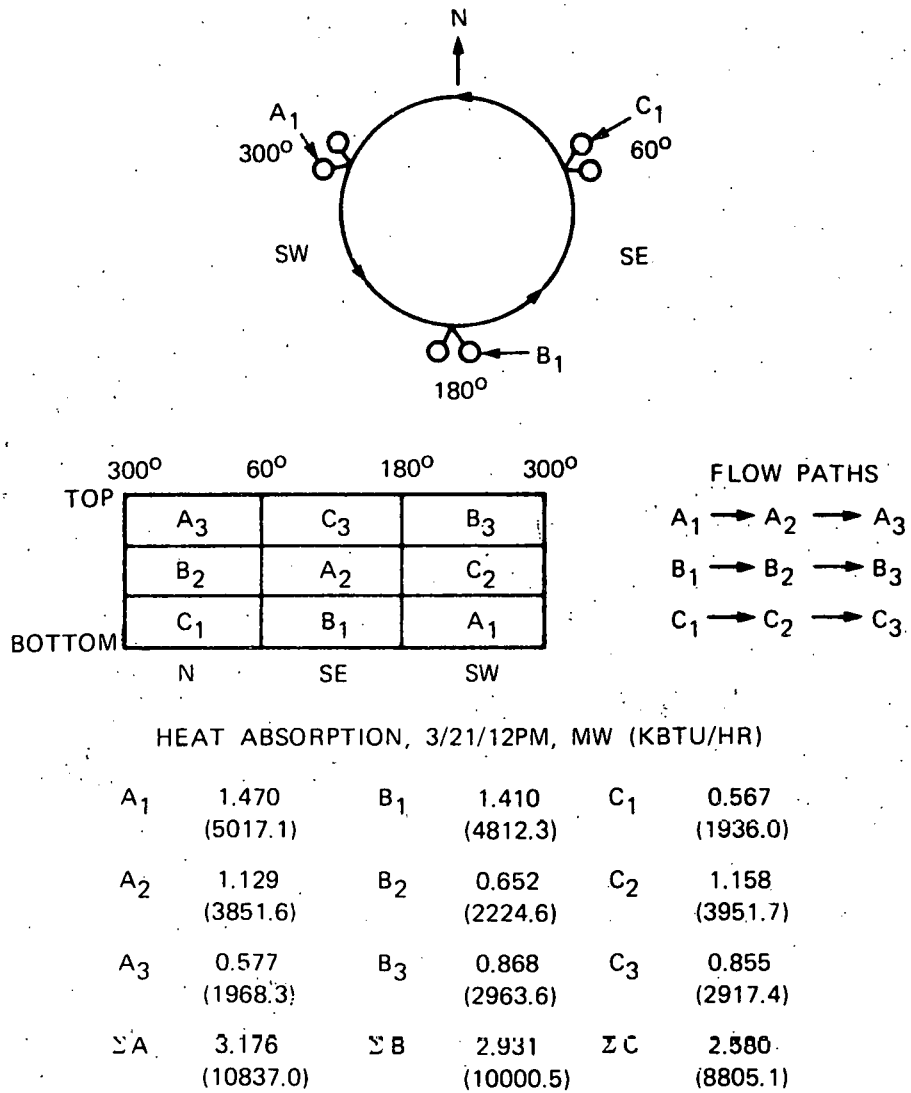 N
A1 C1
300° 60°
SW SE
B1
180°
300° 60° 180° 300°
TOP
A3 C3 B3
B2 A2 C2
C1 B1 A1
BOTTOM
N SE SW
FLOW PATHS
A1 → A2 → A3
B1 → B2 → B3
C1 → C2 → C3
HEAT ABSORPTION, 3/21/12PM, MW (KBTU/HR)
A1 1.470 B1 1.410 C1 0.567
(5017.1) (4812.3) (1936.0)
A2 1.129 B2 0.652 C2 1.158
(3851.6) (2224.6) (3951.7)
A3 0.577 B3 0.868 C3 0.855
(1968.3) (2963.6) (2917.4)
ΣA 3.176 ΣB 2.931 ΣC 2.580
(10837.0) (10000.5) (8805.1)